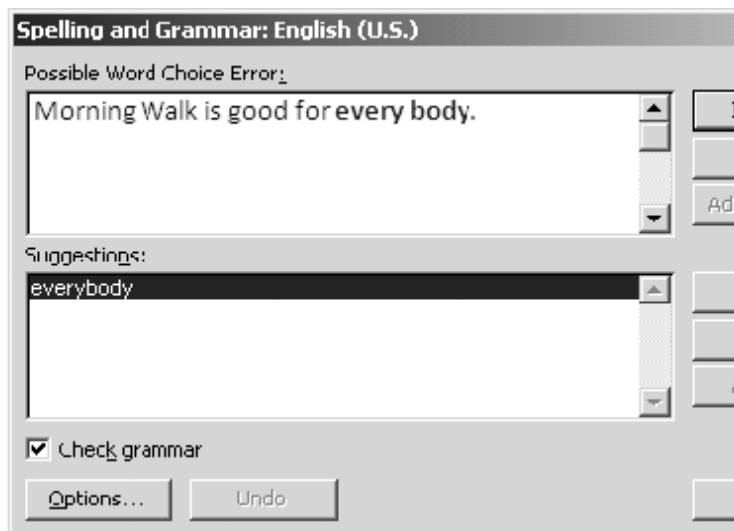 Spelling and Grammar: English (U.S.)
Possible Word Choice Error:
Morning Walk is good for every body.
Suggestions:
everybody
Check grammar
Options...
Undo